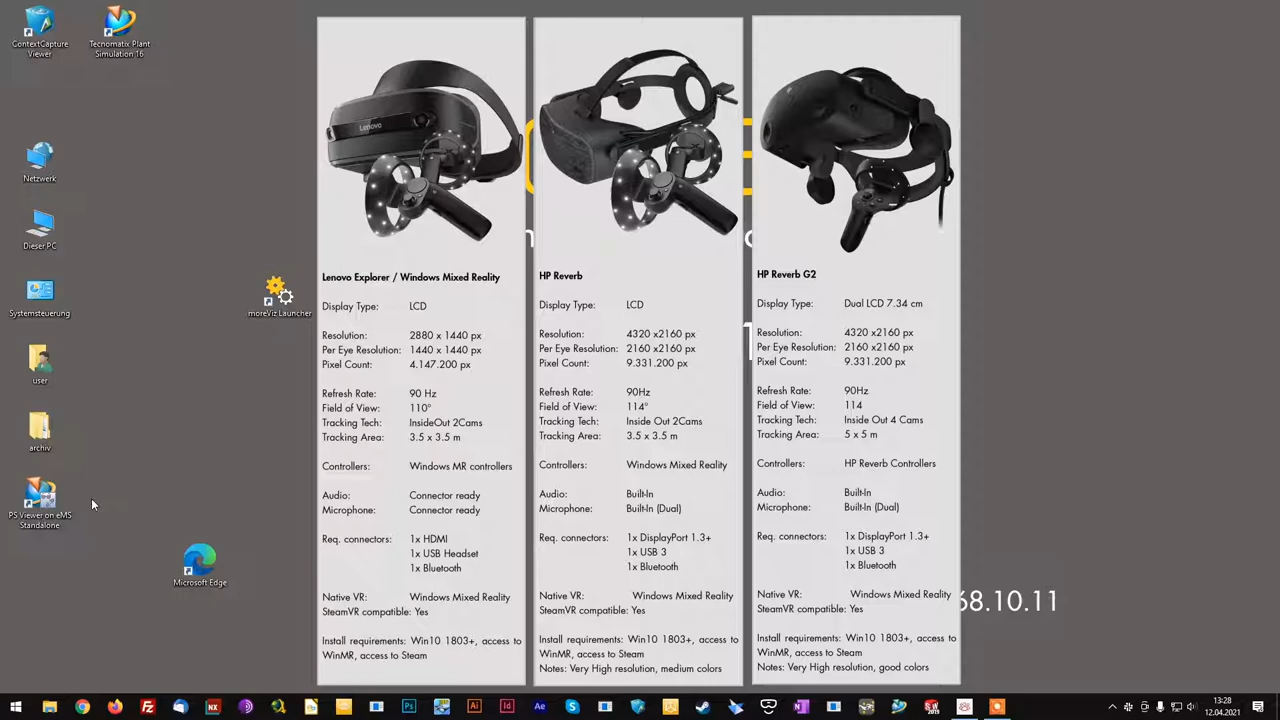 ContextCapture
Viewer
Tecnomatix Plant
Simulation 16
Netzwerk
Dieser PC
Systemsteuerung
user
archiv
PS Viewer on eMS
Standalone
moreViz Launcher
Microsoft Edge
Lenovo
Lenovo Explorer / Windows Mixed Reality
Display Type: LCD
Resolution: 2880 x 1440 px
Per Eye Resolution: 1440 x 1440 px
Pixel Count: 4.147.200 px
Refresh Rate: 90 Hz
Field of View: 110°
Tracking Tech: InsideOut 2Cams
Tracking Area: 3.5 x 3.5 m
Controllers: Windows MR controllers
Audio: Connector ready
Microphone: Connector ready
Req. connectors: 1x HDMI
1x USB Headset
1x Bluetooth
Native VR: Windows Mixed Reality
SteamVR compatible: Yes
Install requirements: Win10 1803+, access to
WinMR, access to Steam
HP Reverb
Display Type: LCD
Resolution: 4320 x2160 px
Per Eye Resolution: 2160 x2160 px
Pixel Count: 9.331.200 px
Refresh Rate: 90Hz
Field of View: 114°
Tracking Tech: Inside Out 2Cams
Tracking Area: 3.5 x 3.5 m
Controllers: Windows Mixed Reality
Audio: Built-In
Microphone: Built-In (Dual)
Req. connectors: 1x DisplayPort 1.3+
1x USB 3
1x Bluetooth
Native VR: Windows Mixed Reality
SteamVR compatible: Yes
Install requirements: Win10 1803+, access to
WinMR, access to Steam
Notes: Very High resolution, medium colors
HP Reverb G2
Display Type: Dual LCD 7.34 cm
Resolution: 4320 x2160 px
Per Eye Resolution: 2160 x2160 px
Pixel Count: 9.331.200 px
Refresh Rate: 90Hz
Field of View: 114
Tracking Tech: Inside Out 4 Cams
Tracking Area: 5 x 5 m
Controllers: HP Reverb Controllers
Audio: Built-In
Microphone: Built-In (Dual)
Req. connectors: 1x DisplayPort 1.3+
1x USB 3
1x Bluetooth
Native VR: Windows Mixed Reality
SteamVR compatible: Yes
Install requirements: Win10 1803+, access to
WinMR, access to Steam
Notes: Very High resolution, good colors
68.10.11
NX
Ps
Ai
Id
Ae
13:28
12.04.2021